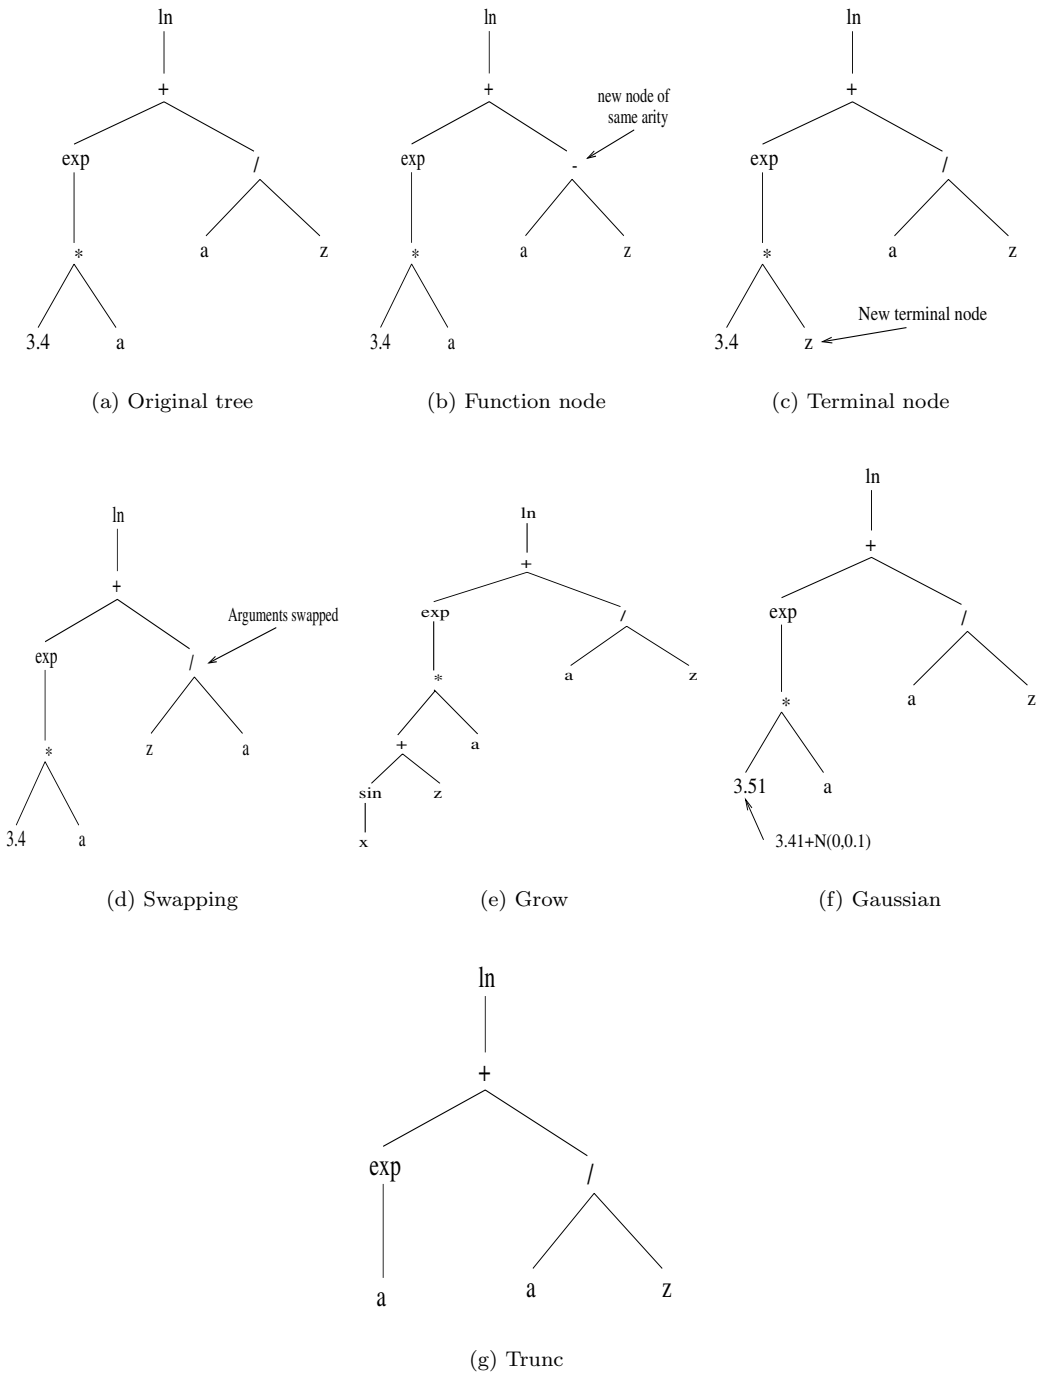 ln
+
exp
/
*
a
z
3.4
a
(a) Original tree
ln
+
new node of
same arity
exp
-
*
a
z
3.4
a
(b) Function node
ln
+
exp
/
*
a
z
3.4
z
New terminal node
(c) Terminal node
ln
+
Arguments swapped
exp
/
*
z
a
3.4
a
(d) Swapping
ln
+
exp
/
*
a
z
+
a
sin
z
x
(e) Grow
ln
+
exp
/
*
a
z
3.51
a
3.41+N(0,0.1)
(f) Gaussian
ln
+
exp
/
a
a
z
(g) Trunc